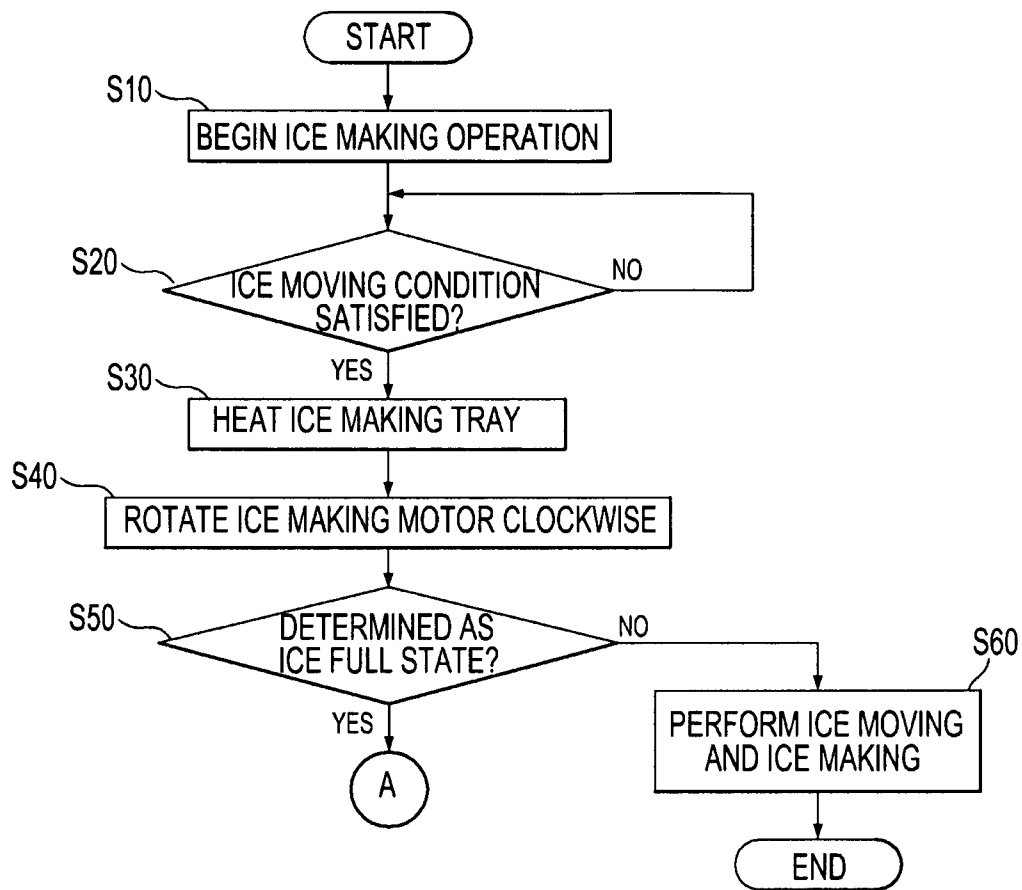 START
S10
BEGIN ICE MAKING OPERATION
S20
ICE MOVING CONDITION
SATISFIED?
NO
YES
S30
HEAT ICE MAKING TRAY
S40
ROTATE ICE MAKING MOTOR CLOCKWISE
S50
DETERMINED AS
ICE FULL STATE?
NO
YES
S60
PERFORM ICE MOVING
AND ICE MAKING
A
END